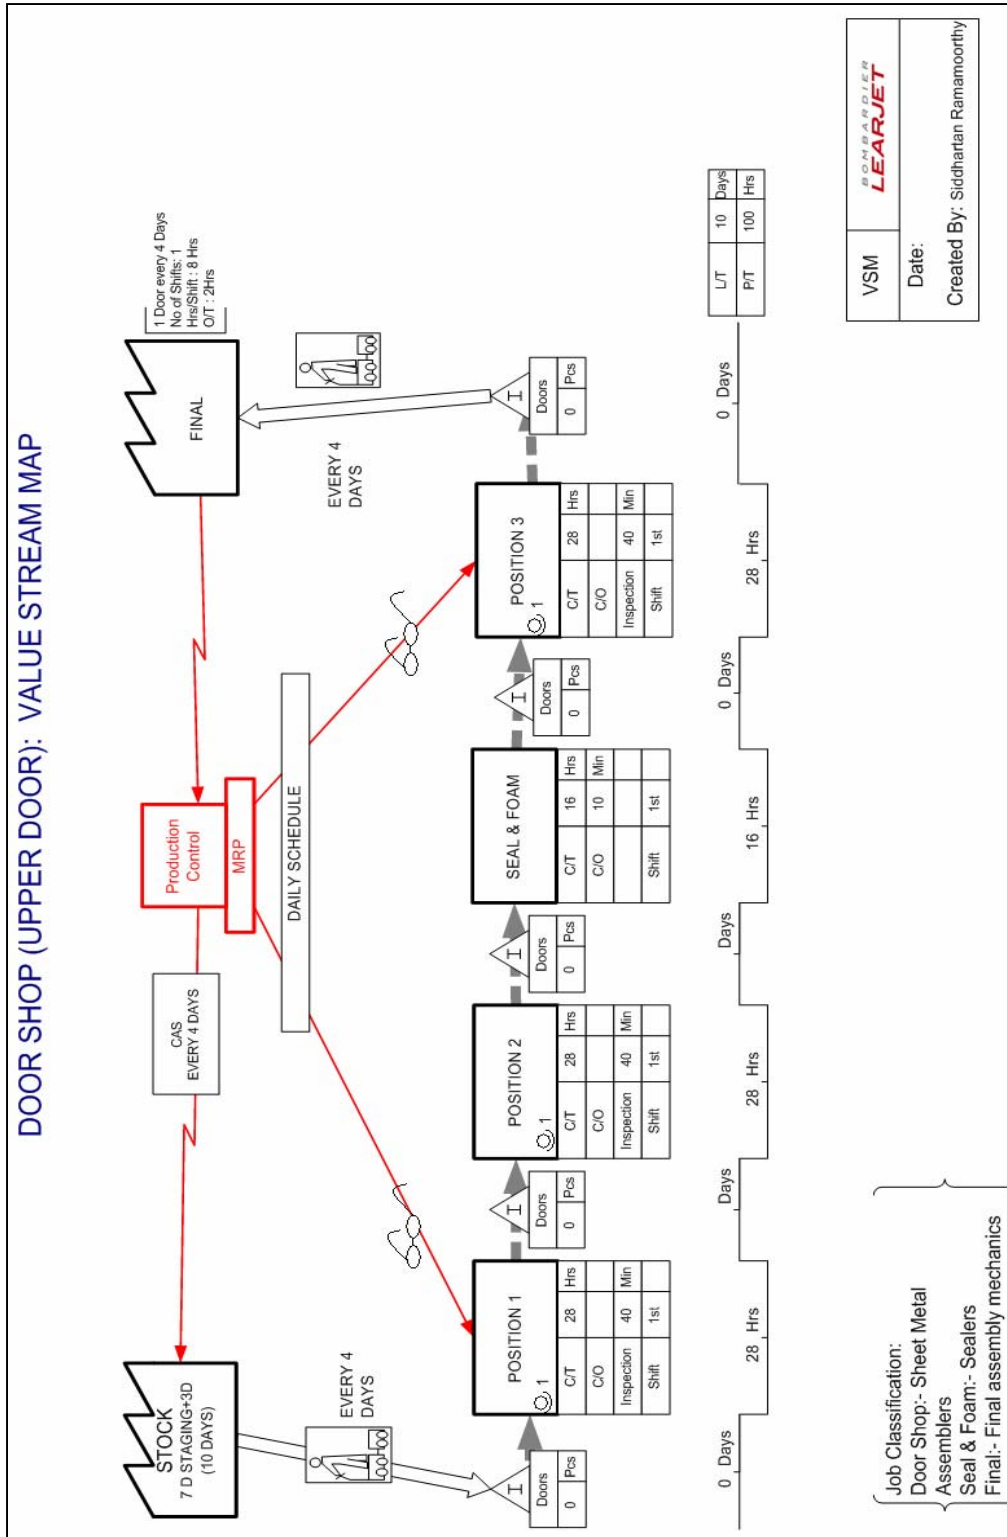 DOOR SHOP (UPPER DOOR): VALUE STREAM MAP
STOCK
7 D STAGING+3D
(10 DAYS)
CAS
EVERY 4 DAYS
Production
Control
MRP
FINAL
1 Door every 4 Days
No of Shifts: 1
Hrs/Shift : 8 Hrs
O/T : 2Hrs
DAILY SCHEDULE
EVERY 4
DAYS
EVERY 4
DAYS
I
Doors
0 Pcs
POSITION 1
1
C/T 28 Hrs
C/O
Inspection 40 Min
Shift 1st
I
Doors
0 Pcs
POSITION 2
1
C/T 28 Hrs
C/O
Inspection 40 Min
Shift 1st
I
Doors
0 Pcs
SEAL & FOAM
C/T 16 Hrs
C/O 10 Min
Shift 1st
I
Doors
0 Pcs
POSITION 3
1
C/T 28 Hrs
C/O
Inspection 40 Min
Shift 1st
I
Doors
0 Pcs
0 Days
28 Hrs
Days
28 Hrs
Days
16 Hrs
0 Days
28 Hrs
0 Days
L/T 10 Days
P/T 100 Hrs
Job Classification:
Door Shop:- Sheet Metal
Assemblers
Seal & Foam:- Sealers
Final:- Final assembly mechanics
VSM
BOMBARDIER
LEARJET
Date:
Created By: Siddhartan Ramamoorthy